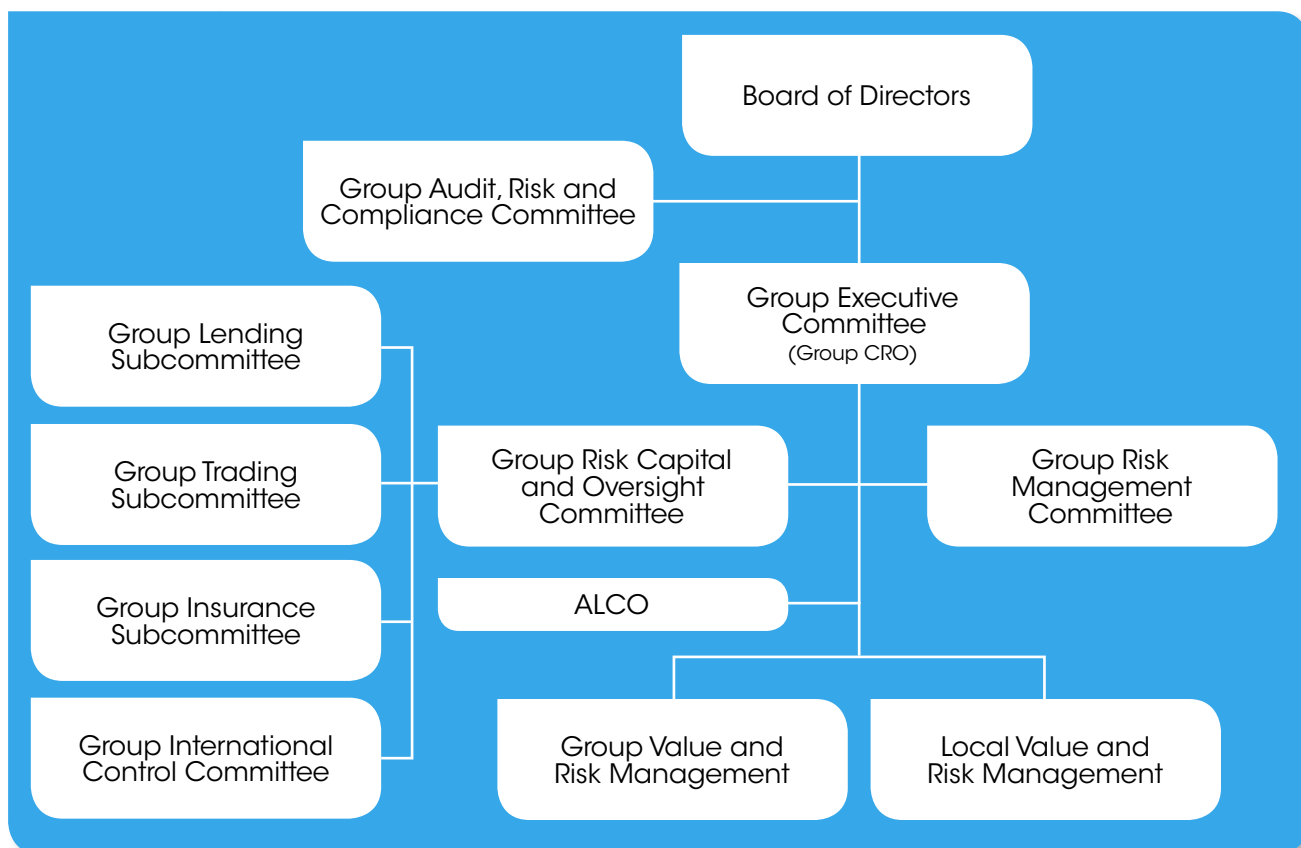 Board of Directors
Group Audit, Risk and
Compliance Committee
Group Executive
Committee
(Group CRO)
Group Lending
Subcommittee
Group Trading
Subcommittee
Group Risk Capital
and Oversight
Committee
Group Risk
Management
Committee
Group Insurance
Subcommittee
ALCO
Group International
Control Committee
Group Value and
Risk Management
Local Value and
Risk Management